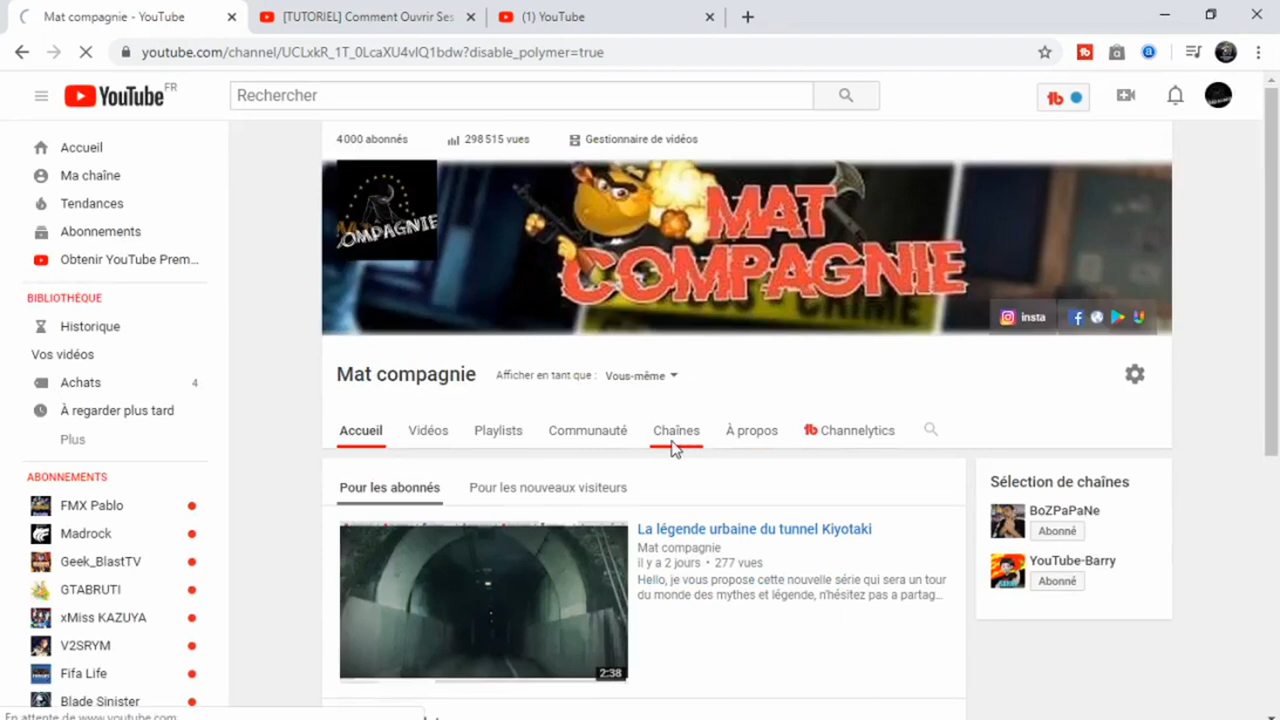 Mat compagnie - YouTube
[TUTORIEL] Comment Ouvrir Ses
(1) YouTube
youtube.com/channel/UCLxkR_1T_0LcaXU4vlQ1bdw?disable_polymer=true
YouTube FR
Rechercher
4 000 abonnés
298 515 vues
Gestionnaire de vidéos
Accueil
Ma chaîne
Tendances
Abonnements
Obtenir YouTube Prem...
BIBLIOTHÈQUE
Historique
Vos vidéos
Achats 4
À regarder plus tard
Plus
ABONNEMENTS
FMX Pablo
Madrock
Geek_BlastTV
GTABRUTI
xMiss KAZUYA
V2SRYM
Fifa Life
Blade Sinister
En attente de www.youtube.com
MAT
COMPAGNIE
insta
Mat compagnie
Afficher en tant que : Vous-même
Accueil
Vidéos
Playlists
Communauté
Chaînes
À propos
tb Channelytics
Pour les abonnés
Pour les nouveaux visiteurs
La légende urbaine du tunnel Kiyotaki
Mat compagnie
il y a 2 jours • 277 vues
Hello, je vous propose cette nouvelle série qui sera un tour
du monde des mythes et légende, n'hésitez pas a partag...
2:38
Sélection de chaînes
BoZPaPaNe
Abonné
YouTube-Barry
Abonné